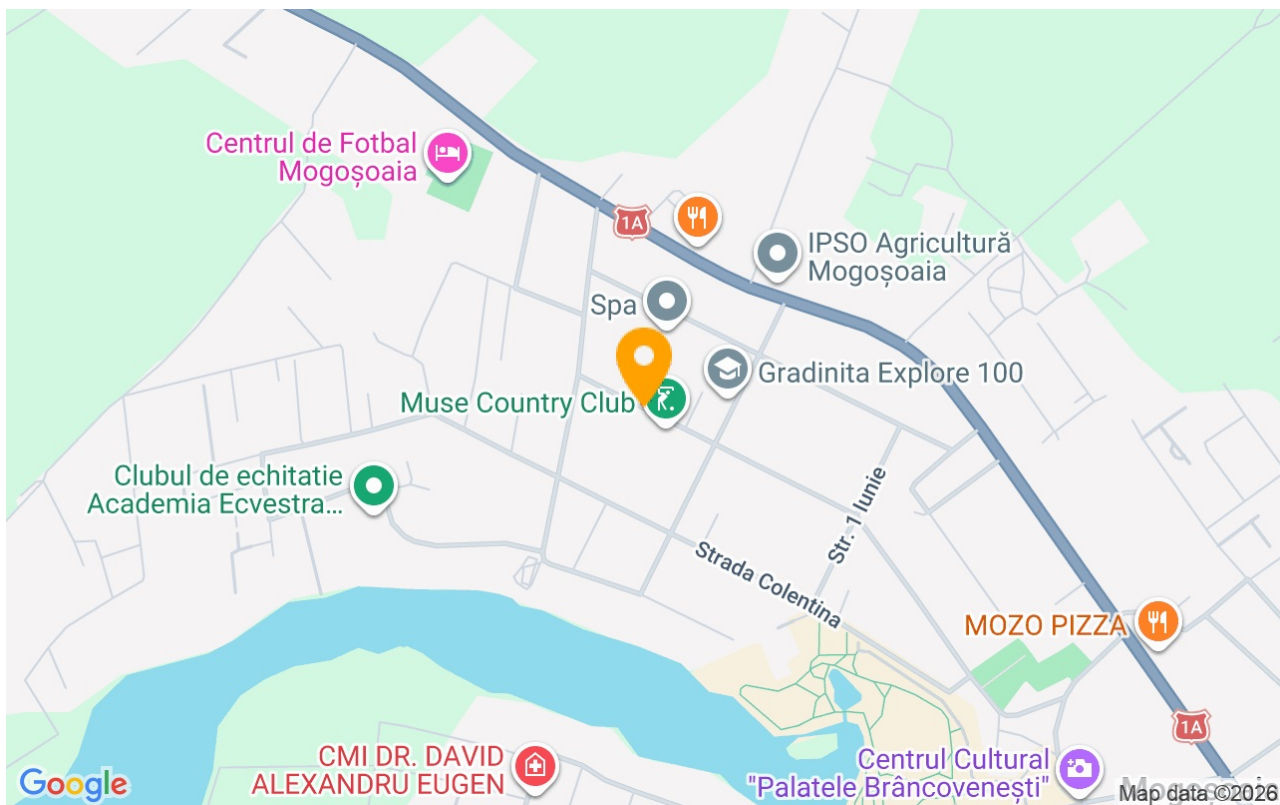 Centrul de Fotbal
Mogoșoaia
1A
IPSO Agricultură
Mogoșoaia
Spa
Gradinita Explore 100
Muse Country Club
Clubul de echitatie
Academia Ecvestra...
Str. 1 Iunie
Strada Colentina
MOZO PIZZA
1A
CMI DR. DAVID
ALEXANDRU EUGEN
Centrul Cultural
"Palatele Brâncovenești"
Google
Mogoșoaia
Map data ©2026